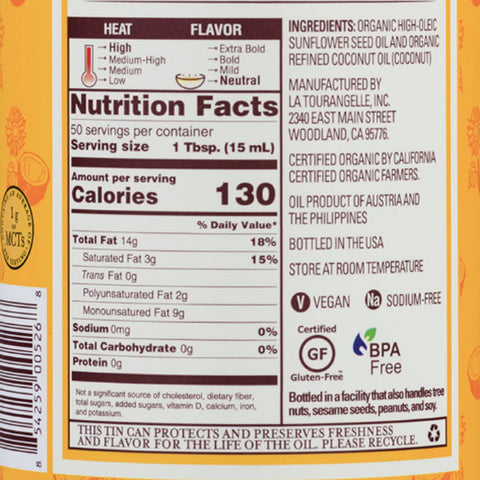 HEAT FLAVOR
High
Medium-High
Medium
Low
Extra Bold
Bold
Mild
Neutral
Nutrition Facts
50 servings per container
Serving size 1 Tbsp. (15 mL)
Amount per serving
Calories 130
% Daily Value*
Total Fat 14g 18%
Saturated Fat 3g 15%
Trans Fat 0g
Polyunsaturated Fat 2g
Monounsaturated Fat 9g
Sodium 0mg 0%
Total Carbohydrate 0g 0%
Protein 0g
Not a significant source of cholesterol, dietary fiber,
total sugars, added sugars, vitamin D, calcium, iron,
and potassium.
INGREDIENTS: ORGANIC HIGH-OLEIC
SUNFLOWER SEED OIL AND ORGANIC
REFINED COCONUT OIL (COCONUT)
MANUFACTURED BY
LA TOURANGELLE, INC.
2340 EAST MAIN STREET
WOODLAND, CA 95776.
CERTIFIED ORGANIC BY CALIFORNIA
CERTIFIED ORGANIC FARMERS.
OIL PRODUCT OF AUSTRIA AND
THE PHILIPPINES
BOTTLED IN THE USA
STORE AT ROOM TEMPERATURE
V VEGAN Na SODIUM-FREE
Certified
GF
Gluten-Free™
BPA
Free
Bottled in a facility that also handles tree
nuts, sesame seeds, peanuts, and soy.
THIS TIN CAN PROTECTS AND PRESERVES FRESHNESS
AND FLAVOR FOR THE LIFE OF THE OIL. PLEASE RECYCLE.
1g
OF
MCTs
8 54259 00526 8